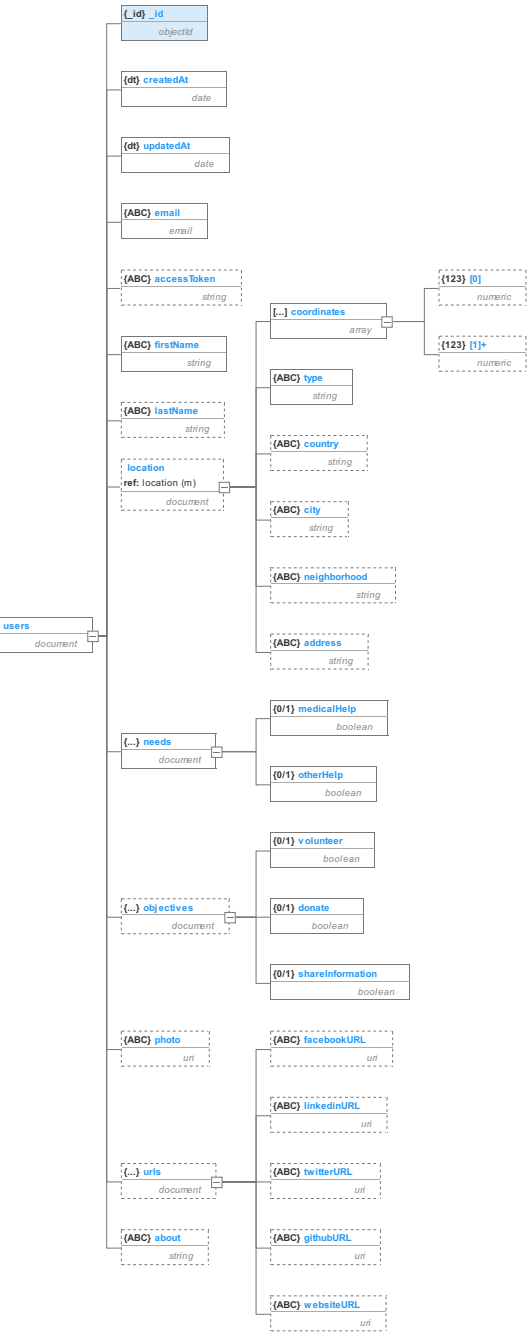 {_id} _id
objectId
{dt} createdAt
date
{dt} updatedAt
date
{ABC} email
email
{ABC} accessToken
string
{ABC} firstName
string
{ABC} lastName
string
location
ref: location (m)
document
[...] coordinates
array
{123} [0]
numeric
{123} [1]+
numeric
{ABC} type
string
{ABC} country
string
{ABC} city
string
{ABC} neighborhood
string
{ABC} address
string
users
document
{...} needs
document
{0/1} medicalHelp
boolean
{0/1} otherHelp
boolean
{...} objectives
document
{0/1} volunteer
boolean
{0/1} donate
boolean
{0/1} shareInformation
boolean
{ABC} photo
uri
{...} urls
document
{ABC} facebookURL
uri
{ABC} linkedinURL
uri
{ABC} twitterURL
uri
{ABC} githubURL
uri
{ABC} websiteURL
uri
{ABC} about
string